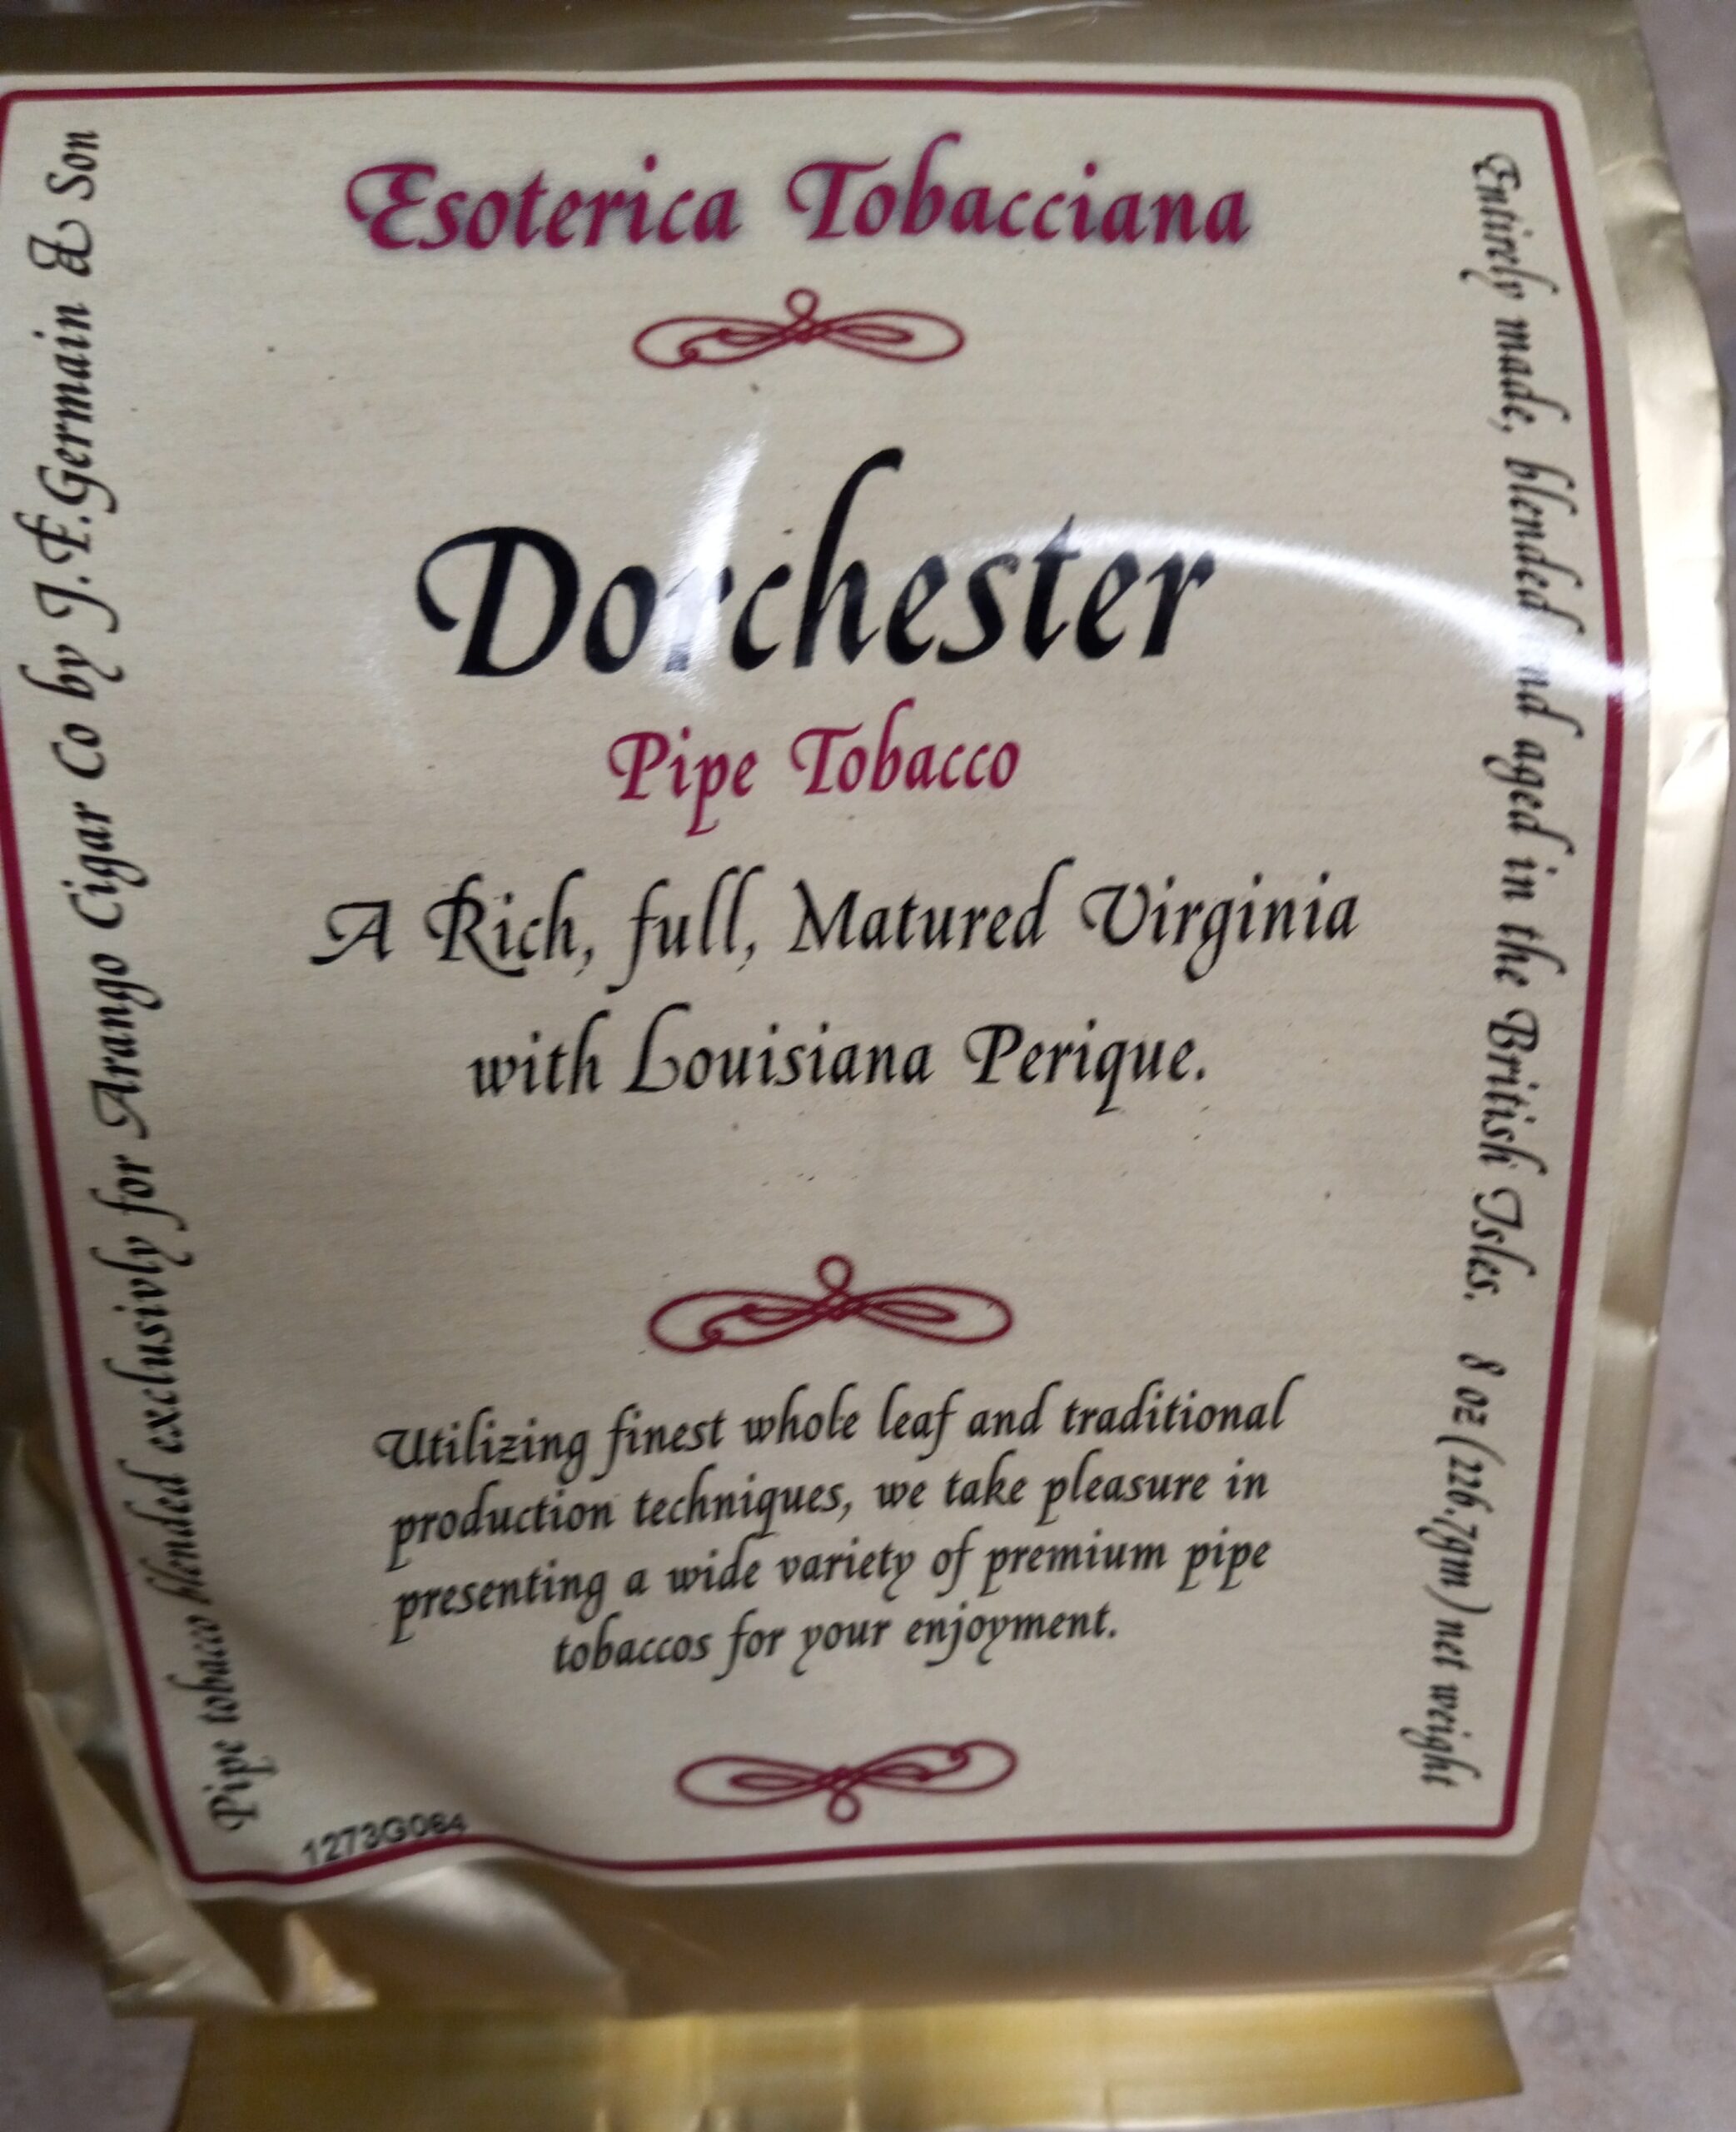 Esoterica Tobacciana
Dorchester
Pipe Tobacco
A Rich, full, Matured Virginia
with Louisiana Perique.
Utilizing finest whole leaf and traditional
production techniques, we take pleasure in
presenting a wide variety of premium pipe
tobaccos for your enjoyment.
Pipe tobacco blended exclusivly for Arango Cigar Co by J.F.Germain & Son
Entirely made, blended and aged in the British Isles. 8 oz (226.7gm) net weight
1273G064